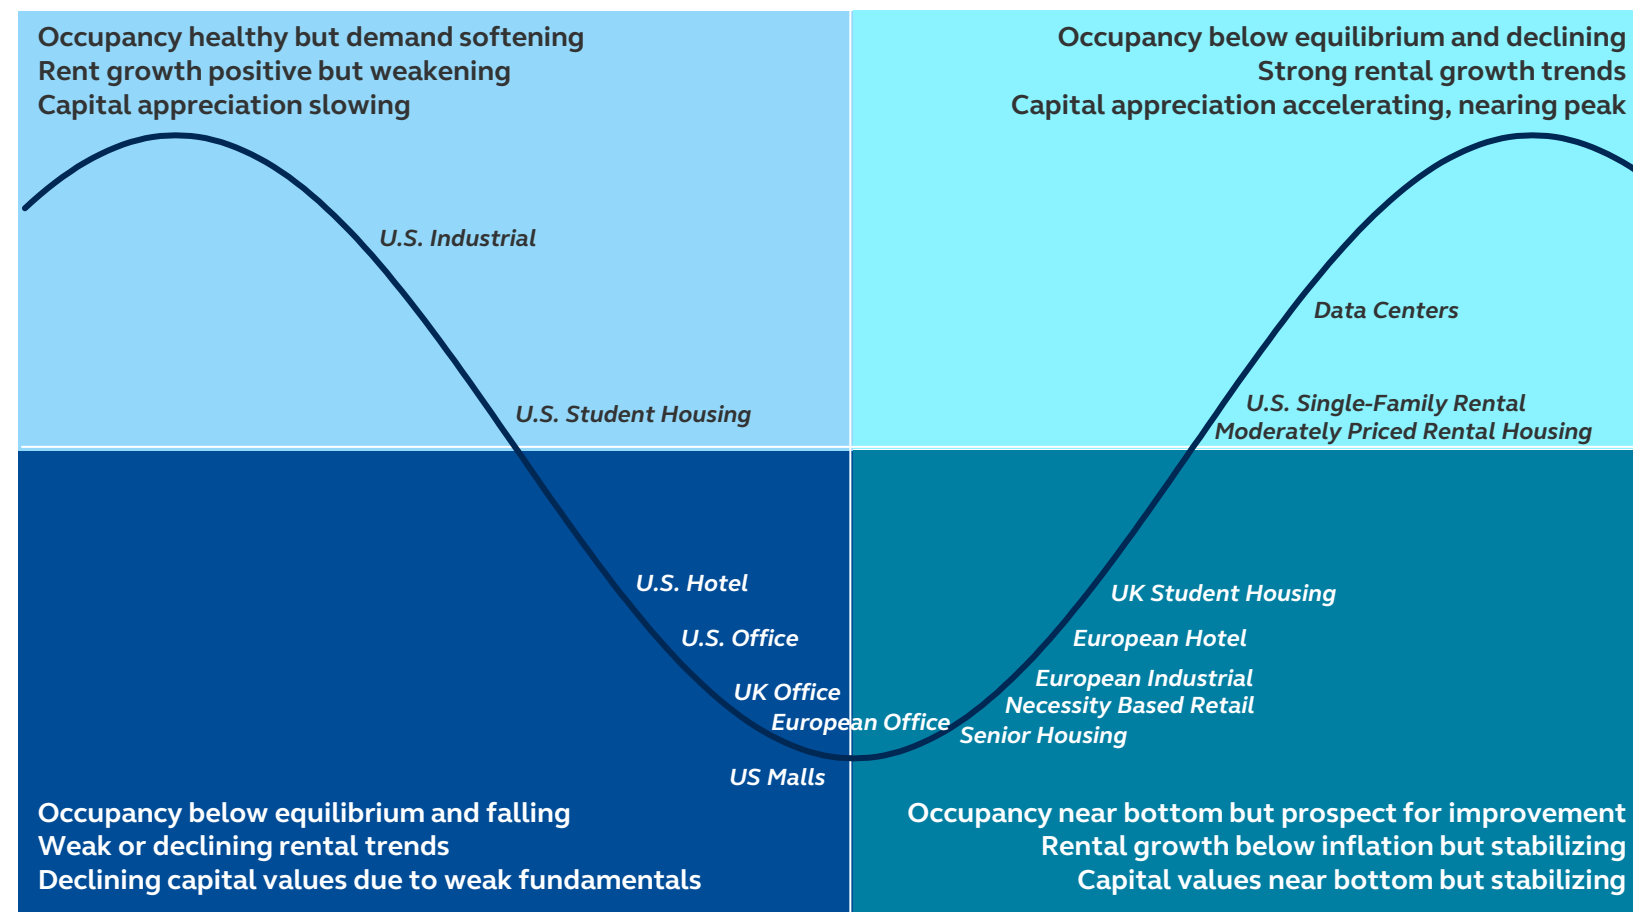 Occupancy healthy but demand softening
Rent growth positive but weakening
Capital appreciation slowing
Occupancy below equilibrium and declining
Strong rental growth trends
Capital appreciation accelerating, nearing peak
U.S. Industrial
U.S. Student Housing
Data Centers
U.S. Single-Family Rental
Moderately Priced Rental Housing
U.S. Hotel
U.S. Office
UK Office
European Office
US Malls
UK Student Housing
European Hotel
European Industrial
Necessity Based Retail
Senior Housing
Occupancy below equilibrium and falling
Weak or declining rental trends
Declining capital values due to weak fundamentals
Occupancy near bottom but prospect for improvement
Rental growth below inflation but stabilizing
Capital values near bottom but stabilizing